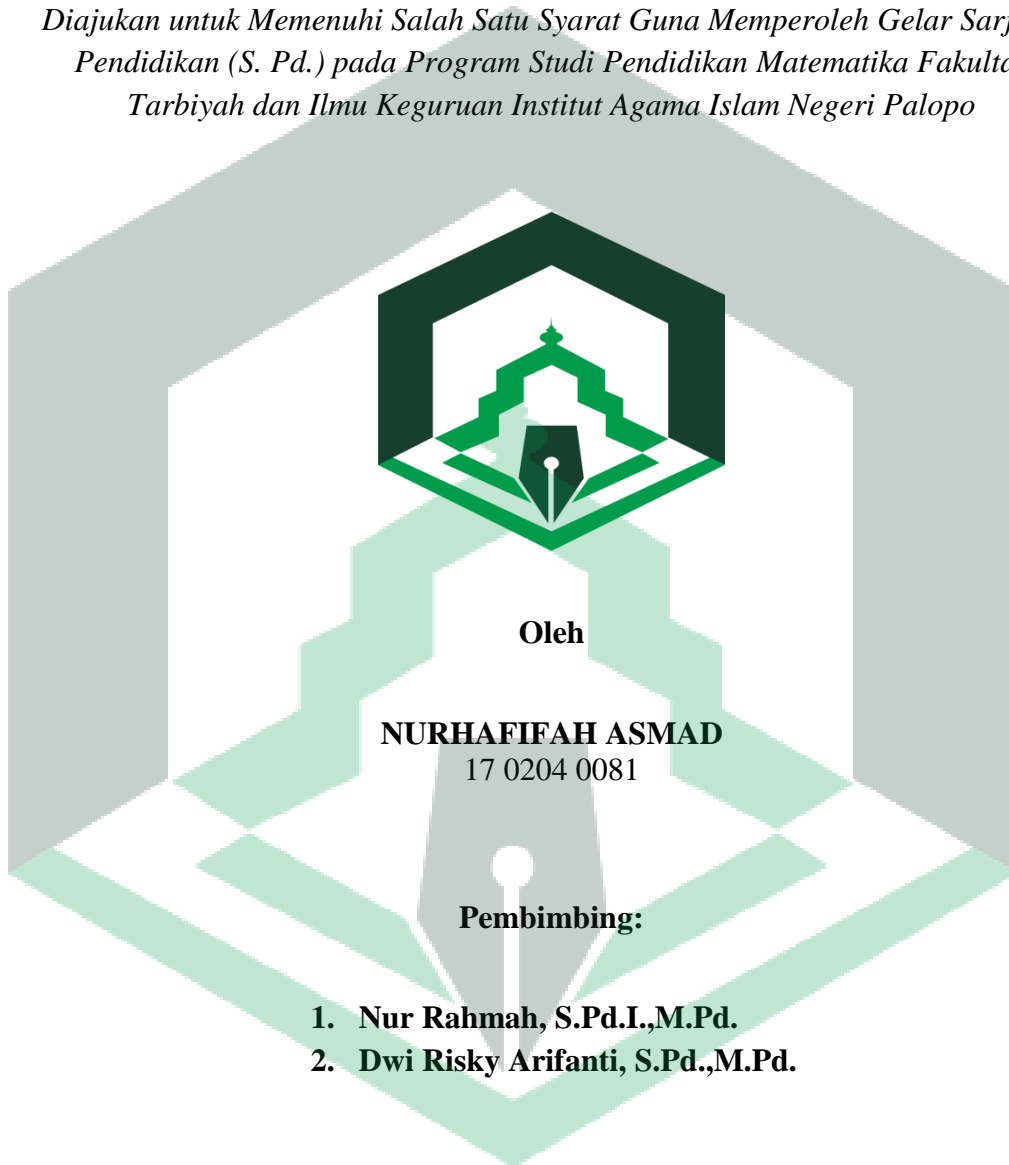 Diajukan untuk Memenuhi Salah Satu Syarat Guna Memperoleh Gelar Sarj
Pendidikan (S. Pd.) pada Program Studi Pendidikan Matematika Fakulta
Tarbiyah dan Ilmu Keguruan Institut Agama Islam Negeri Palopo
Oleh
NURHAFIFAH ASMAD
17 0204 0081
Pembimbing:
1. Nur Rahmah, S.Pd.I.,M.Pd.
2. Dwi Risky Arifanti, S.Pd.,M.Pd.